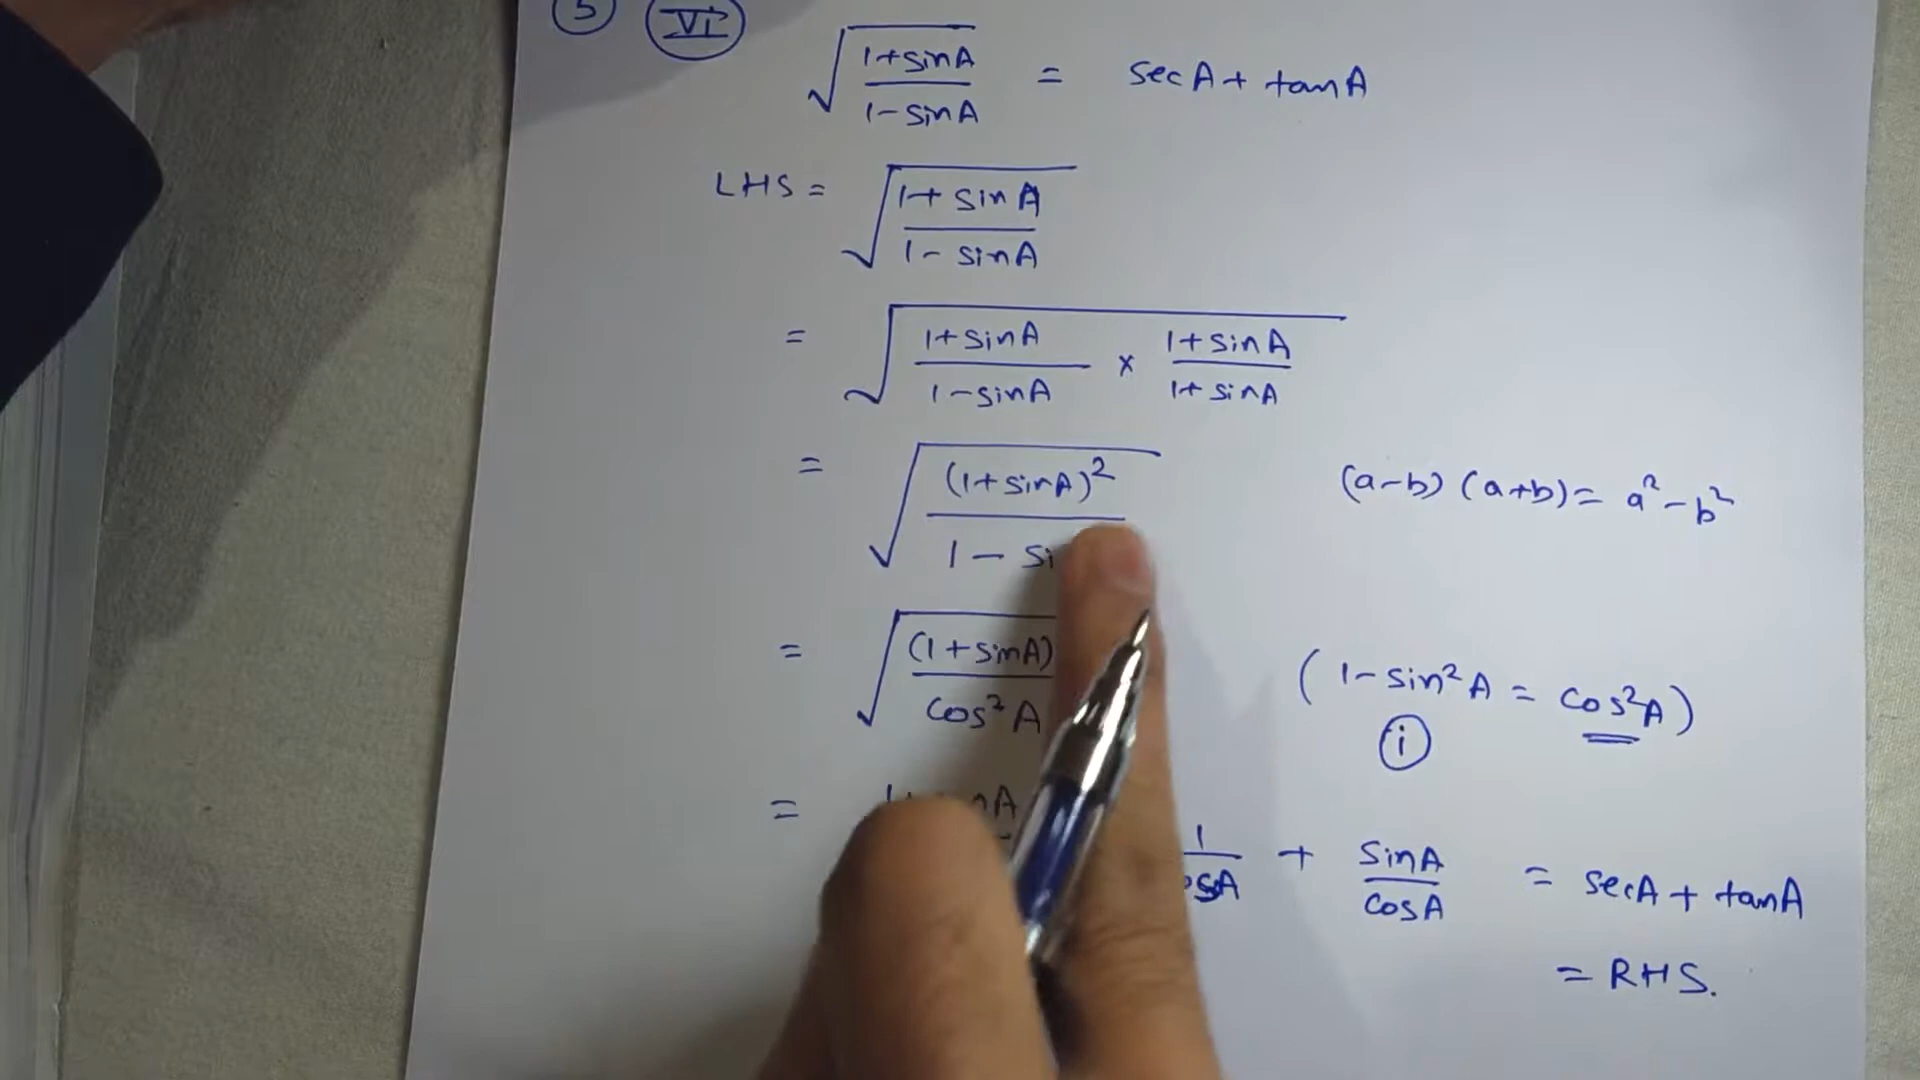 5 VI
√(1+sinA / 1-sinA) = secA + tanA
LHS = √(1+ sinA / 1- sinA)
= √(1+sinA / 1-sinA × 1+sinA / 1+sinA)
= √((1+sinA)² / 1 -
(a-b) (a+b) = a² - b²
= √((1+sinA) / cos²A
(1- sin²A = cos²A)
i
=
1 + sinA / cosA = secA + tanA
= RHS.